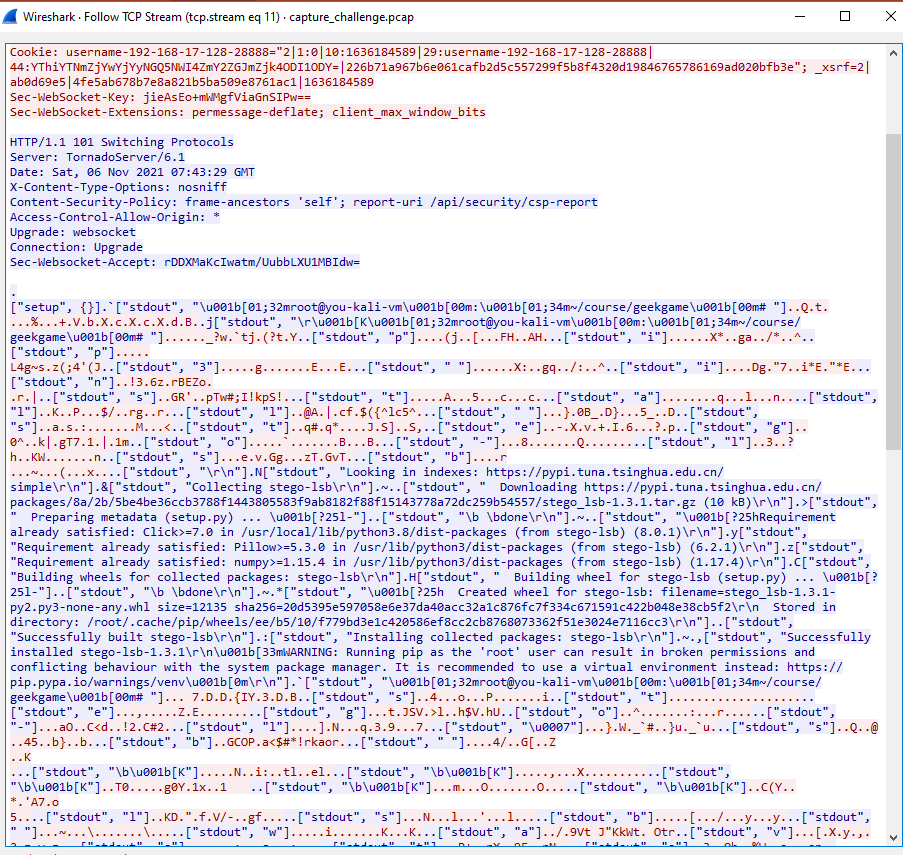 Wireshark · Follow TCP Stream (tcp.stream eq 11) · capture_challenge.pcap
Cookie: username-192-168-17-128-28888="2|1:0|10:1636184589|29:username-192-168-17-128-28888|
44:YThiYTNmZjYwYjYyNGQ5NWI4ZmY2ZGJmZjk4ODI1ODY=|226b71a967b6e061cafb2d5c557299f5b8f4320d19846765786169ad020bfb3e"; _xsrf=2|
ab0d69e5|4fe5ab678b7e8a821b5ba509e8761ac1|1636184589
Sec-WebSocket-Key: jieAsEo+mWMgfViaGnSIPw==
Sec-WebSocket-Extensions: permessage-deflate; client_max_window_bits
HTTP/1.1 101 Switching Protocols
Server: TornadoServer/6.1
Date: Sat, 06 Nov 2021 07:43:29 GMT
X-Content-Type-Options: nosniff
Content-Security-Policy: frame-ancestors 'self'; report-uri /api/security/csp-report
Access-Control-Allow-Origin: *
Upgrade: websocket
Connection: Upgrade
Sec-Websocket-Accept: rDDXMaKcIwatm/UubbLXU1MBIdw=
.
["setup", {}].`["stdout", "\u001b[01;32mroot@you-kali-vm\u001b[00m:\u001b[01;34m~/course/geekgame\u001b[00m# "]..Q.t.
...%...+.V.b.X.c.X.c.X.d.B..j["stdout", "\r\u001b[K\u001b[01;32mroot@you-kali-vm\u001b[00m:\u001b[01;34m~/course/
geekgame\u001b[00m# "]......_?w.`tj.(?t.Y..["stdout", "p"]....(j..[...FH..AH...["stdout", "i"]......X*..ga../*..^..
["stdout", "p"].....
L4g~s.z(;4'(J..["stdout", "3"].....g.......E...E...["stdout", " "]......X:..gq../:..^..["stdout", "i"]....Dg."7..i*E."*E...
["stdout", "n"]..!3.6z.rBEZo.
.r.|..["stdout", "s"]..GR'..pTw#;I!kpS!...["stdout", "t"].....A...5...c...c...["stdout", "a"]........q...l...n....["stdout",
"l"]..K..P...$/..rg..r...["stdout", "l"]..@A.|.cf.$({^lc5^...["stdout", " "]...}.0B_.D}...5_..D..["stdout",
"s"]..a.s.:.......M...<..["stdout", "t"]..q#.q*....J.S]..S,..["stdout", "e"]..-.X.v.+.I.6...?.p..["stdout", "g"]..
0^..k|.gT7.1.|.1m..["stdout", "o"].....`.......B...B...["stdout", "-"]...8.......Q........["stdout", "l"]..3..?
h..KW.......n..["stdout", "s"]...e.v.Gg...zT.GvT...["stdout", "b"]....r
...~...(...x....["stdout", "\r\n"].N["stdout", "Looking in indexes: https://pypi.tuna.tsinghua.edu.cn/
simple\r\n"].&["stdout", "Collecting stego-lsb\r\n"].~..["stdout", "  Downloading https://pypi.tuna.tsinghua.edu.cn/
packages/8a/2b/5be4be36ccb3788f1443805583f9ab8182f88f15143778a72dc259b54557/stego_lsb-1.3.1.tar.gz (10 kB)\r\n"].>["stdout",
"  Preparing metadata (setup.py) ... \u001b[?25l-"]..["stdout", "\b \bdone\r\n"].~..["stdout", "\u001b[?25hRequirement
already satisfied: Click>=7.0 in /usr/local/lib/python3.8/dist-packages (from stego-lsb) (8.0.1)\r\n"].y["stdout",
"Requirement already satisfied: Pillow>=5.3.0 in /usr/lib/python3/dist-packages (from stego-lsb) (6.2.1)\r\n"].z["stdout",
"Requirement already satisfied: numpy>=1.15.4 in /usr/lib/python3/dist-packages (from stego-lsb) (1.17.4)\r\n"].C["stdout",
"Building wheels for collected packages: stego-lsb\r\n"].H["stdout", "  Building wheel for stego-lsb (setup.py) ... \u001b[?
25l-"]..["stdout", "\b \bdone\r\n"].~.*["stdout", "\u001b[?25h  Created wheel for stego-lsb: filename=stego_lsb-1.3.1-
py2.py3-none-any.whl size=12135 sha256=20d5395e597058e6e37da40acc32a1c876fc7f334c671591c422b048e38cb5f2\r\n  Stored in
directory: /root/.cache/pip/wheels/ee/b5/10/f779bd3e1c420586ef8cc2cb8768073362f51e3024e7116cc3\r\n"]..["stdout",
"Successfully built stego-lsb\r\n"].:["stdout", "Installing collected packages: stego-lsb\r\n"].~.,["stdout", "Successfully
installed stego-lsb-1.3.1\r\n\u001b[33mWARNING: Running pip as the 'root' user can result in broken permissions and
conflicting behaviour with the system package manager. It is recommended to use a virtual environment instead: https://
pip.pypa.io/warnings/venv\u001b[0m\r\n"].`["stdout", "\u001b[01;32mroot@you-kali-vm\u001b[00m:\u001b[01;34m~/course/
geekgame\u001b[00m# "]... 7.D.D.{IY.3.D.B..["stdout", "s"]..4...o...P.......i..["stdout", "t"]....................
["stdout", "e"]...,.....Z.E.........["stdout", "g"]...t.JSV.>l..h$V.hU..["stdout", "o"]..^.......:...r......["stdout",
"-"]...aO..C<d..!2.C#2...["stdout", "l"]....].N...q.3.9...7...["stdout", "\u0007"]...}.W._`#..}u._`u...["stdout", "s"]..Q..@
..45..b}..b...["stdout", "b"]..GCOP.a<$#*!rkaor...["stdout", " "]....4/..G[..Z
..K
...["stdout", "\b\u001b[K"].....N..i:..tl..el...["stdout", "\b\u001b[K"].....,...X...........["stdout",
"\b\u001b[K"]..T0.....g0Y.1x..1   ..["stdout", "\b\u001b[K"]...m...O.......O.....["stdout", "\b\u001b[K"]..C(Y..
*.'A7.o
5....["stdout", "l"]..KD.".f.V/-..gf.....["stdout", "s"]...N...l...'...l.....["stdout", "b"].....[.../...y...y...["stdout",
" "]...~...\.......\.....["stdout", "w"].....i.......K...K...["stdout", "a"]../.9Vt J"KkWt. Otr..["stdout", "v"]...[.X.y.,.